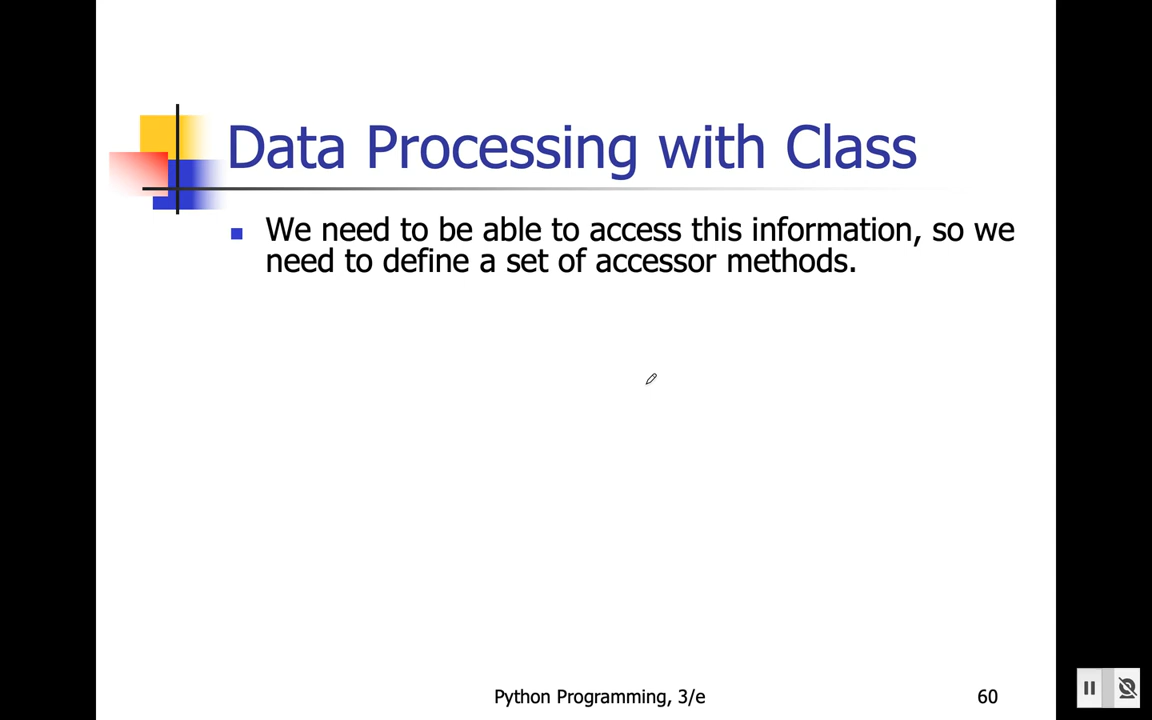 Data Processing with Class
We need to be able to access this information, so we
need to define a set of accessor methods.
Python Programming, 3/e
60